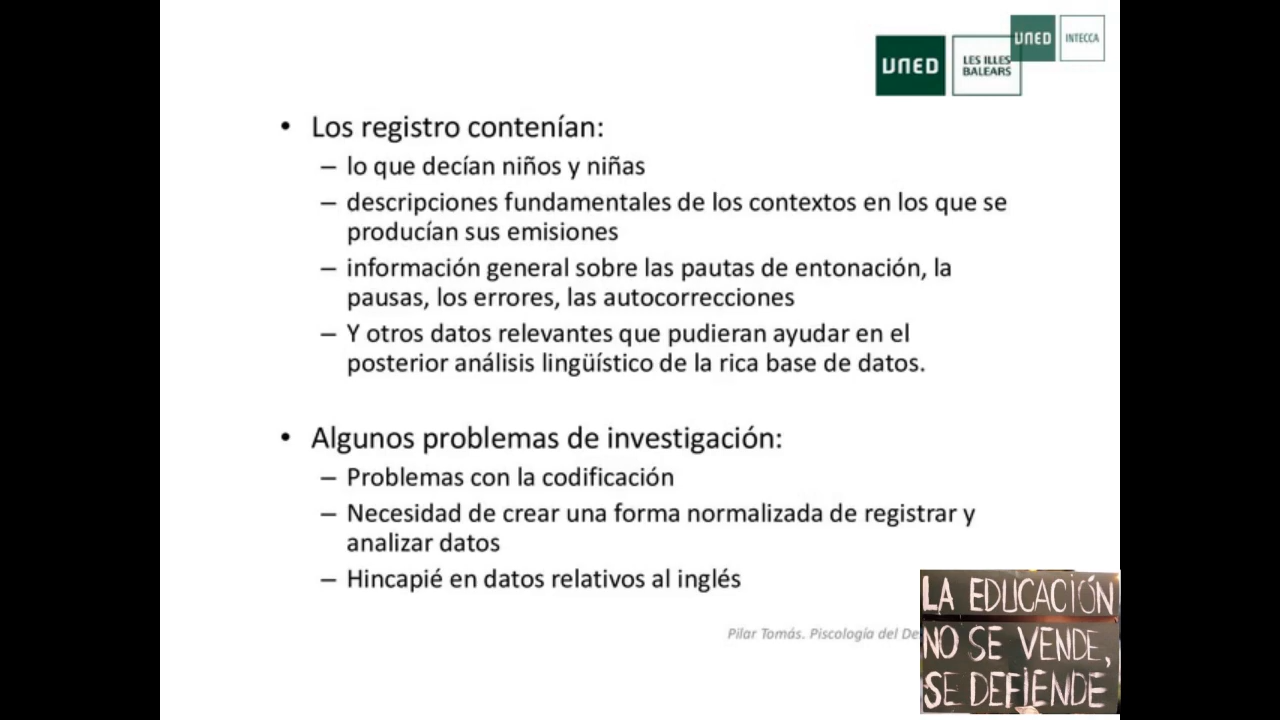 UNED
INTECCA
UNED
LES ILLES
BALEARS
• Los registro contenían:
– lo que decían niños y niñas
– descripciones fundamentales de los contextos en los que se
producían sus emisiones
– información general sobre las pautas de entonación, la
pausas, los errores, las autocorrecciones
– Y otros datos relevantes que pudieran ayudar en el
posterior análisis lingüístico de la rica base de datos.
• Algunos problemas de investigación:
– Problemas con la codificación
– Necesidad de crear una forma normalizada de registrar y
analizar datos
– Hincapié en datos relativos al inglés
Pilar Tomás. Piscología del De
LA EDUCACIÓN
NO SE VENDE,
SE DEFIENDE